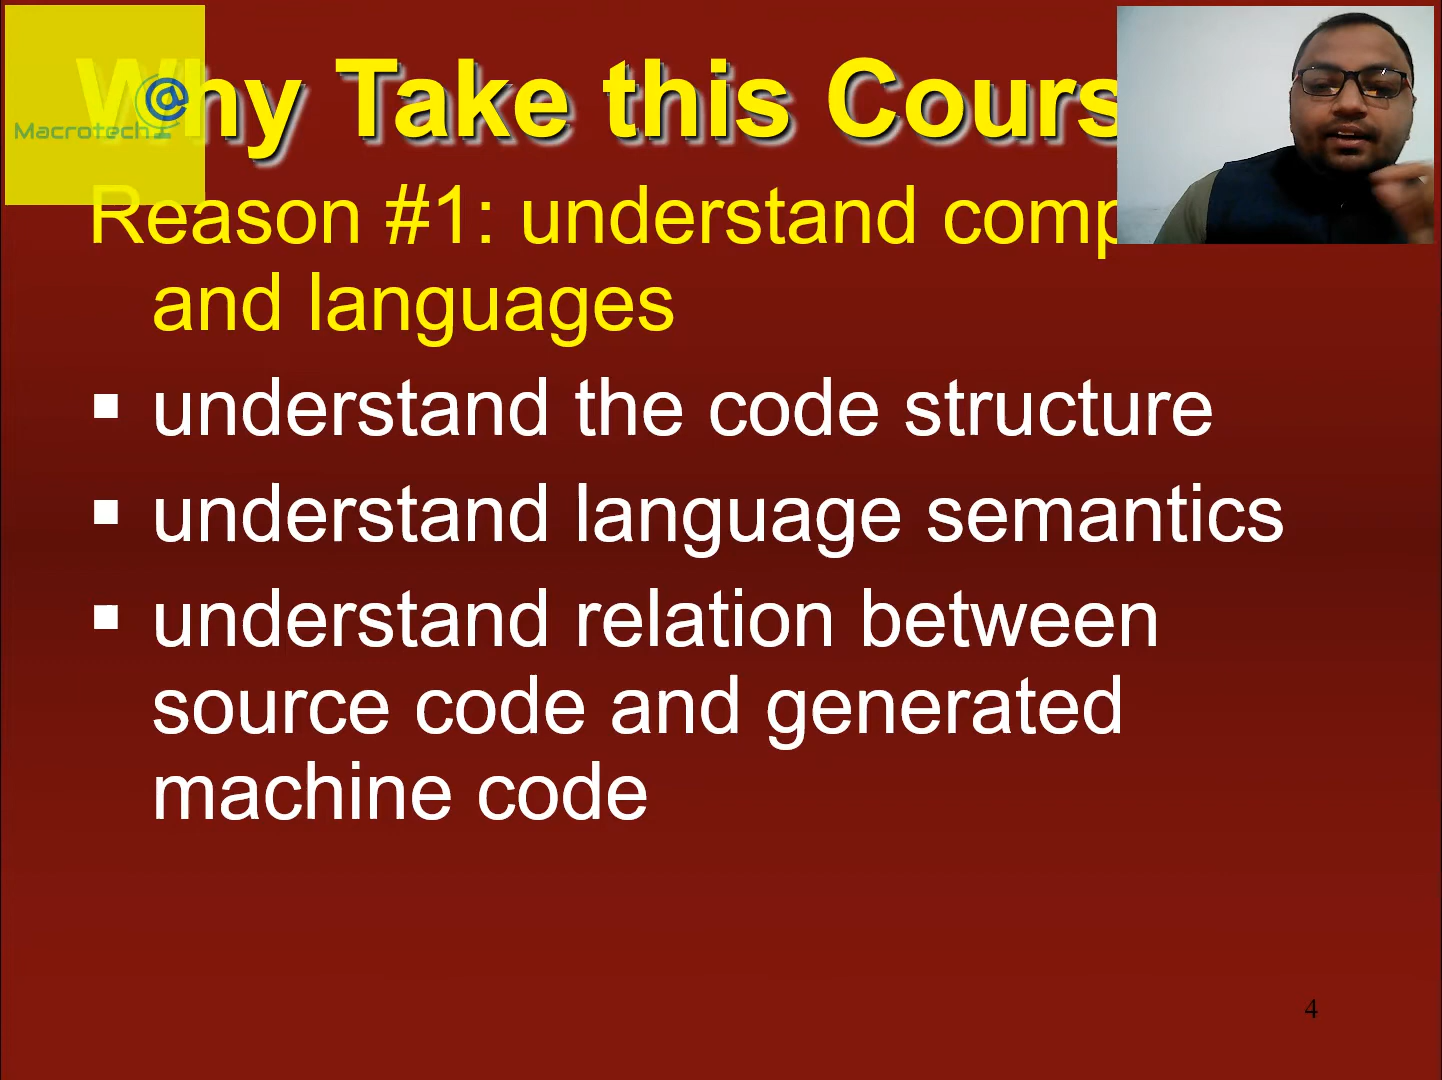 Why Take this Cours
Macrotech
Reason #1: understand comp
and languages
understand the code structure
understand language semantics
understand relation between
source code and generated
machine code
4